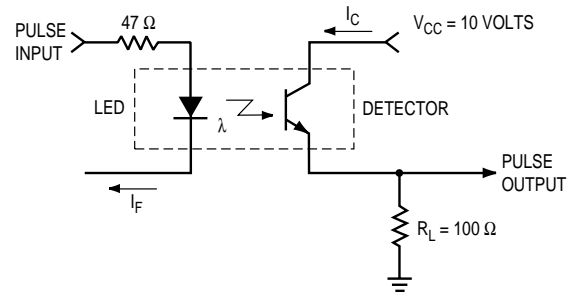 PULSE
INPUT
47 Ω
I_C
V_CC = 10 VOLTS
LED
λ
DETECTOR
I_F
PULSE
OUTPUT
R_L = 100 Ω